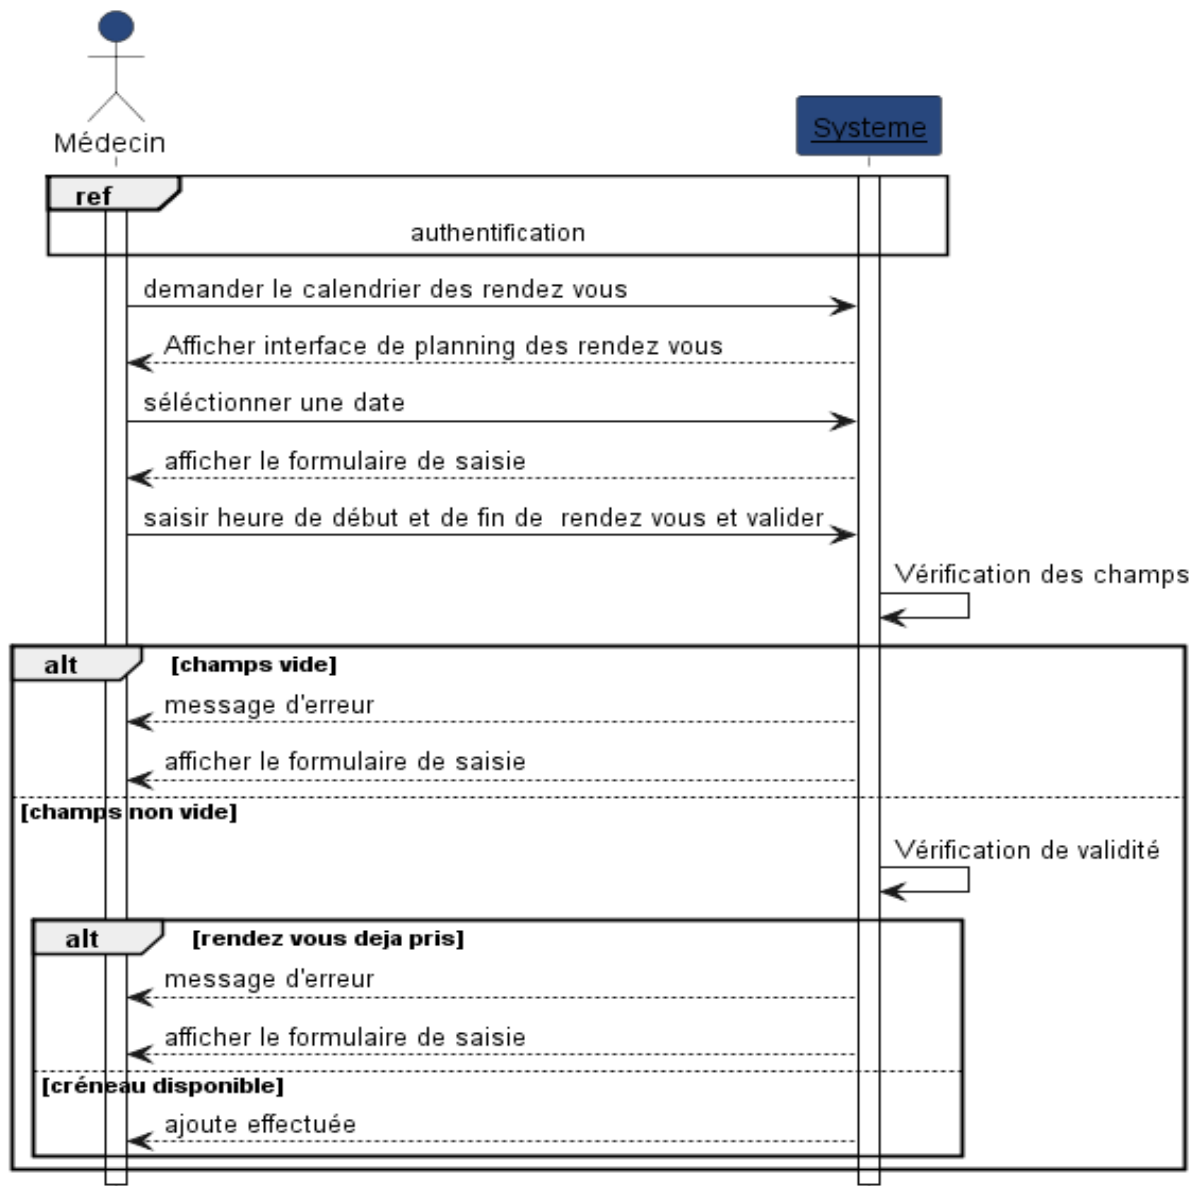 Médecin
Systeme
ref
authentification
demander le calendrier des rendez vous
Afficher interface de planning des rendez vous
séléctionner une date
afficher le formulaire de saisie
saisir heure de début et de fin de  rendez vous et valider
Vérification des champs
alt [champs vide]
message d'erreur
afficher le formulaire de saisie
[champs non vide]
Vérification de validité
alt [rendez vous deja pris]
message d'erreur
afficher le formulaire de saisie
[créneau disponible]
ajoute effectuée